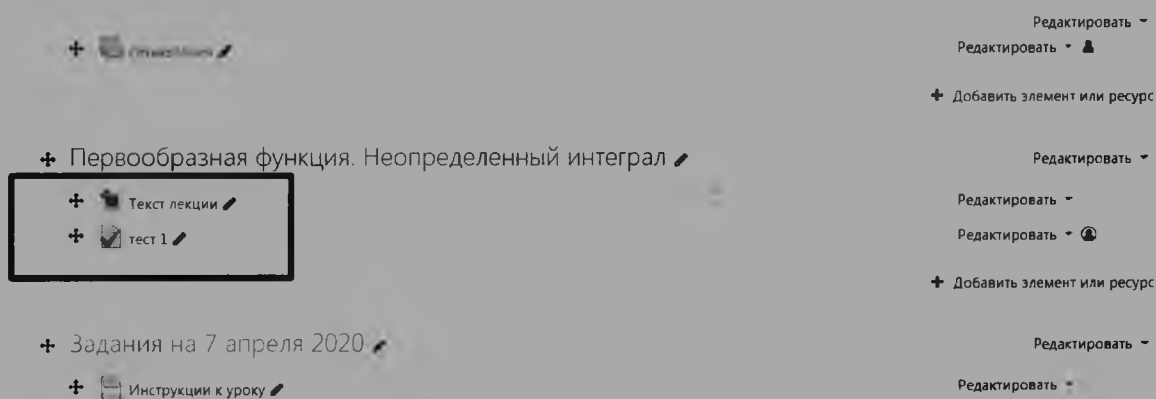 Редактировать
Редактировать
Добавить элемент или ресурс
Первообразная функция. Неопределенный интеграл
Редактировать
Текст лекции
Редактировать
тест 1
Редактировать
Добавить элемент или ресурс
Задания на 7 апреля 2020
Редактировать
Инструкции к уроку
Редактировать